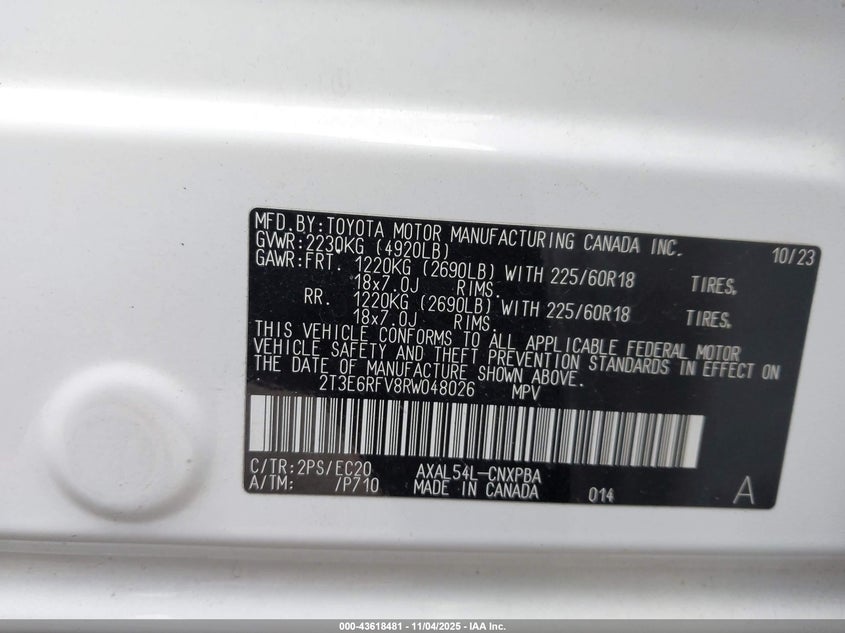 MFD.BY:TOYOTA MOTOR MANUFACTURING CANADA INC. 10/23
GVWR:2230KG (4920LB)
GAWR:FRT. 1220KG (2690LB) WITH 225/60R18 TIRES,
18x7.0J RIMS.
RR. 1220KG (2690LB) WITH 225/60R18 TIRES,
18x7.0J RIMS.
THIS VEHICLE CONFORMS TO ALL APPLICABLE FEDERAL MOTOR
VEHICLE SAFETY AND THEFT PREVENTION STANDARDS IN EFFECT ON
THE DATE OF MANUFACTURE SHOWN ABOVE.
2T3E6RFV8RW048026 MPV
C/TR:2PS/EC20 AXAL54L-CNXPBA
A/TM: /P710 MADE IN CANADA 014 A
000-43618481 - 11/04/2025 - IAA Inc.